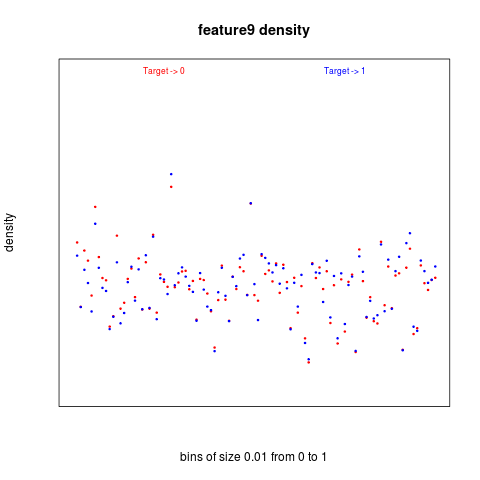 feature9 density
Target -> 0
Target -> 1
density
bins of size 0.01 from 0 to 1